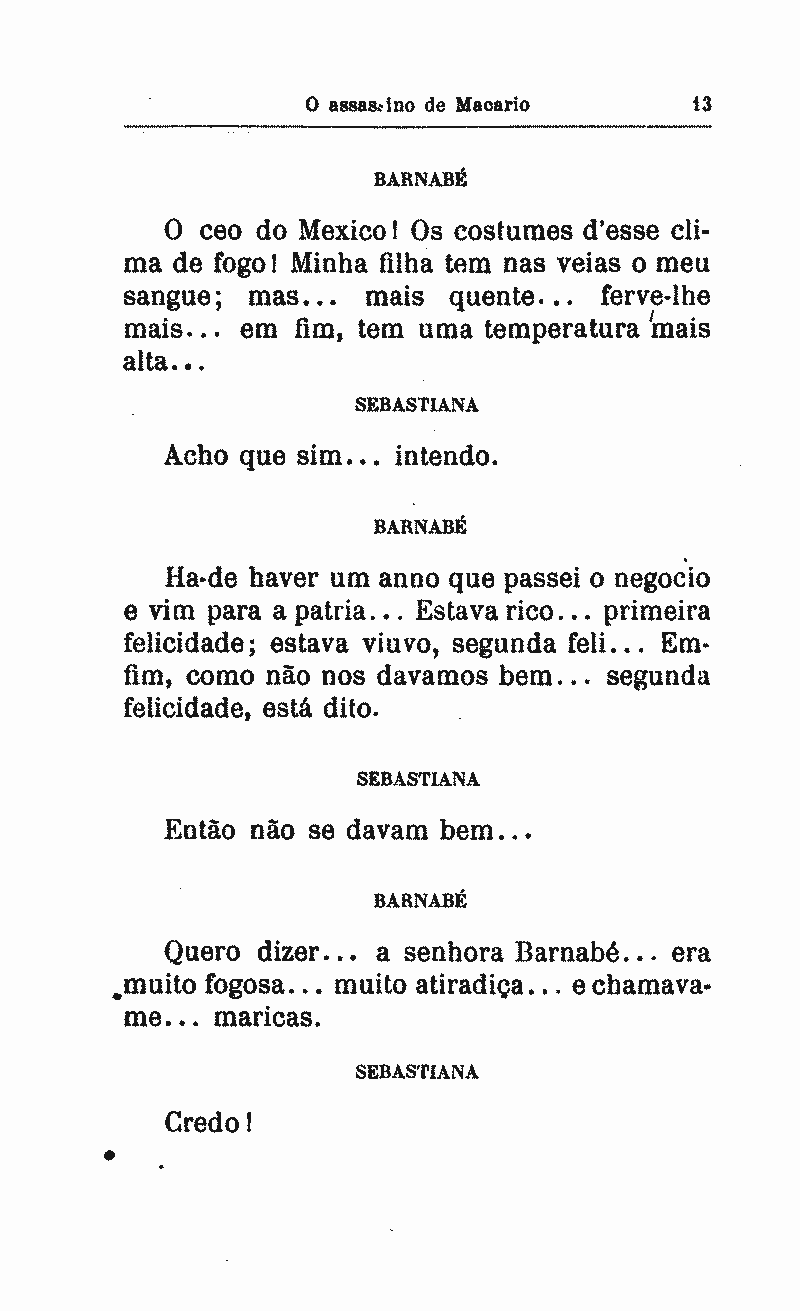 O assassino de Macario 13
BARNABÉ
O ceo do Mexico! Os costumes d'esse cli-
ma de fogo! Minha filha tem nas veias o meu
sangue; mas... mais quente... ferve-lhe
mais... em fim, tem uma temperatura mais
alta...
SEBASTIANA
Acho que sim... intendo.
BARNABÉ
Ha-de haver um anno que passei o negocio
e vim para a patria... Estava rico... primeira
felicidade; estava viuvo, segunda feli... Em-
fim, como não nos davamos bem... segunda
felicidade, está dito.
SEBASTIANA
Então não se davam bem...
BARNABÉ
Quero dizer... a senhora Barnabé... era
muito fogosa... muito atiradiça... e chamava-
me... maricas.
SEBASTIANA
Credo!